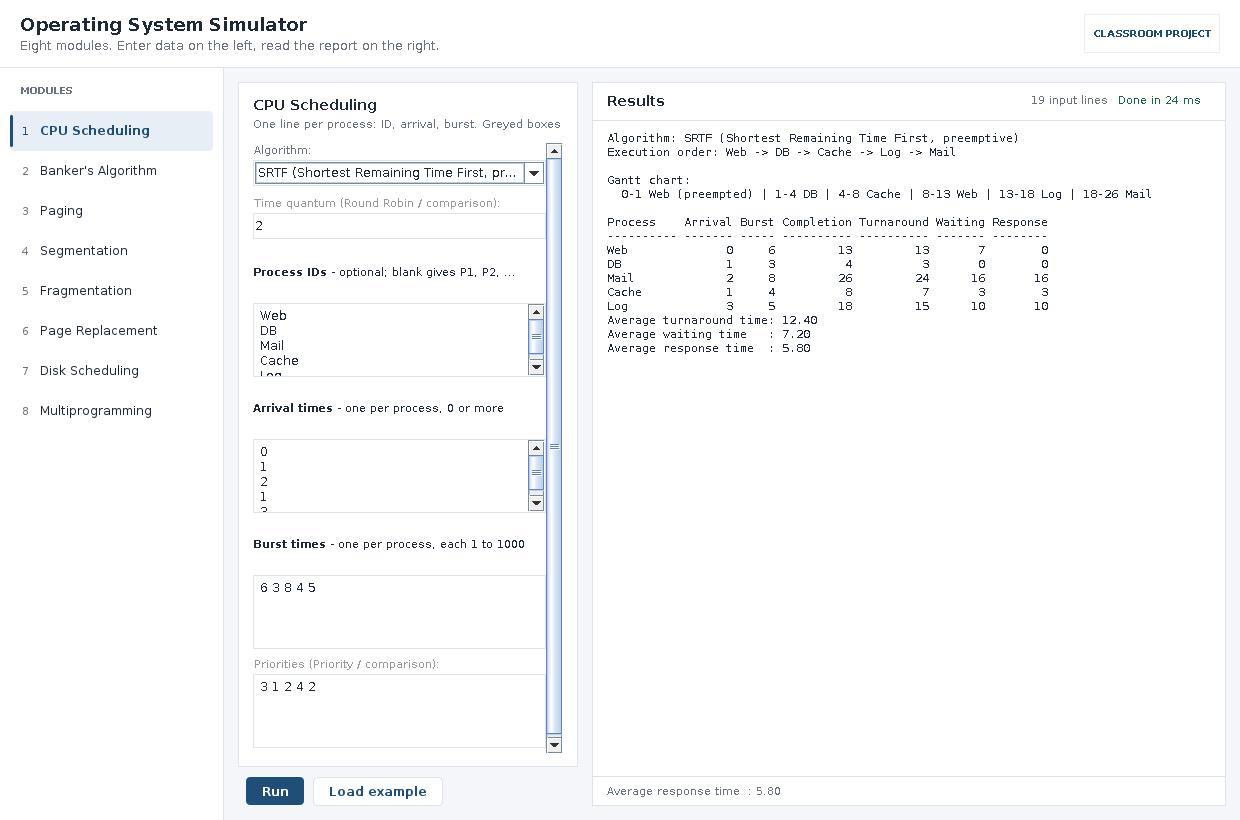 Operating System Simulator
Eight modules. Enter data on the left, read the report on the right.
CLASSROOM PROJECT
MODULES
1 CPU Scheduling
2 Banker's Algorithm
3 Paging
4 Segmentation
5 Fragmentation
6 Page Replacement
7 Disk Scheduling
8 Multiprogramming
CPU Scheduling
One line per process: ID, arrival, burst. Greyed boxes
Algorithm:
SRTF (Shortest Remaining Time First, pr...
Time quantum (Round Robin / comparison):
2
Process IDs - optional; blank gives P1, P2, ...
Web
DB
Mail
Cache
Log
Arrival times - one per process, 0 or more
0
1
2
1
3
Burst times - one per process, each 1 to 1000
6 3 8 4 5
Priorities (Priority / comparison):
3 1 2 4 2
Run
Load example
Results
19 input lines Done in 24 ms
Algorithm: SRTF (Shortest Remaining Time First, preemptive)
Execution order: Web -> DB -> Cache -> Log -> Mail
Gantt chart:
0-1 Web (preempted) | 1-4 DB | 4-8 Cache | 8-13 Web | 13-18 Log | 18-26 Mail
Process Arrival Burst Completion Turnaround Waiting Response
---------- ------- ----- ---------- ---------- ------- --------
Web 0 6 13 13 7 0
DB 1 3 4 3 0 0
Mail 2 8 26 24 16 16
Cache 1 4 8 7 3 3
Log 3 5 18 15 10 10
Average turnaround time: 12.40
Average waiting time : 7.20
Average response time : 5.80
Average response time : 5.80